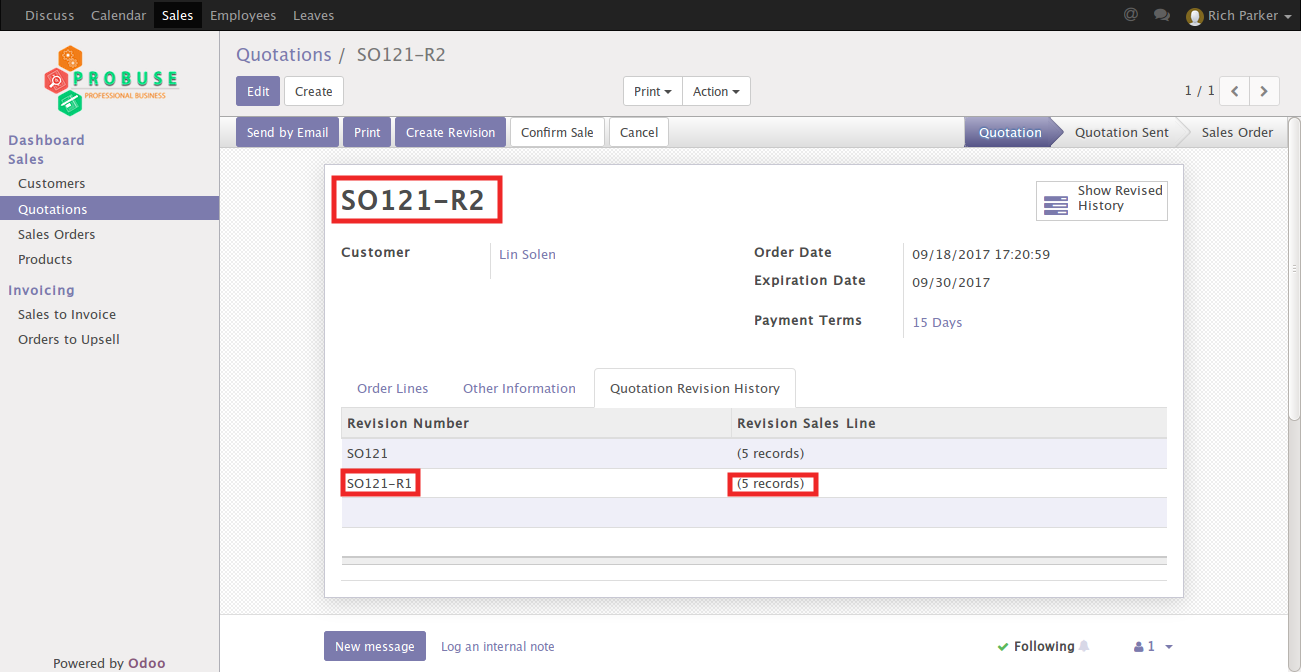 Discuss Calendar Sales Employees Leaves @ Rich Parker
PROBUSE
PROFESSIONAL BUSINESS
Dashboard
Sales
Customers
Quotations
Sales Orders
Products
Invoicing
Sales to Invoice
Orders to Upsell
Powered by Odoo
Quotations / SO121-R2
Edit Create Print Action 1 / 1
Send by Email Print Create Revision Confirm Sale Cancel Quotation Quotation Sent Sales Order
SO121-R2
Show Revised
History
Customer Lin Solen
Order Date 09/18/2017 17:20:59
Expiration Date 09/30/2017
Payment Terms 15 Days
Order Lines Other Information Quotation Revision History
Revision Number Revision Sales Line
SO121 (5 records)
SO121-R1 (5 records)
New message Log an internal note Following 1